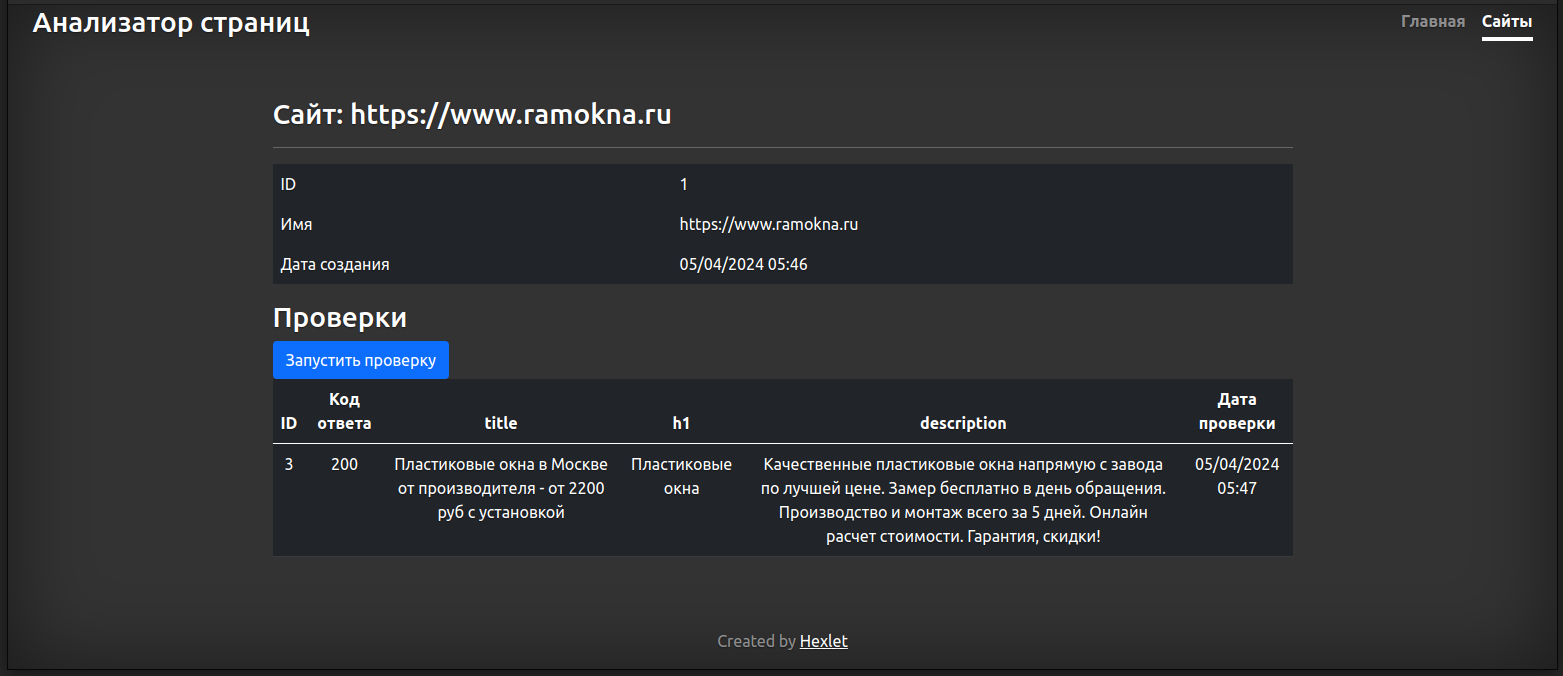 Анализатор страниц
Главная Сайты
Сайт: https://www.ramokna.ru
ID 1
Имя https://www.ramokna.ru
Дата создания 05/04/2024 05:46
Проверки
Запустить проверку
Код Дата
ID ответа title h1 description проверки
3 200 Пластиковые окна в Москве Пластиковые Качественные пластиковые окна напрямую с завода 05/04/2024
от производителя - от 2200 окна по лучшей цене. Замер бесплатно в день обращения. 05:47
руб с установкой Производство и монтаж всего за 5 дней. Онлайн
расчет стоимости. Гарантия, скидки!
Created by Hexlet